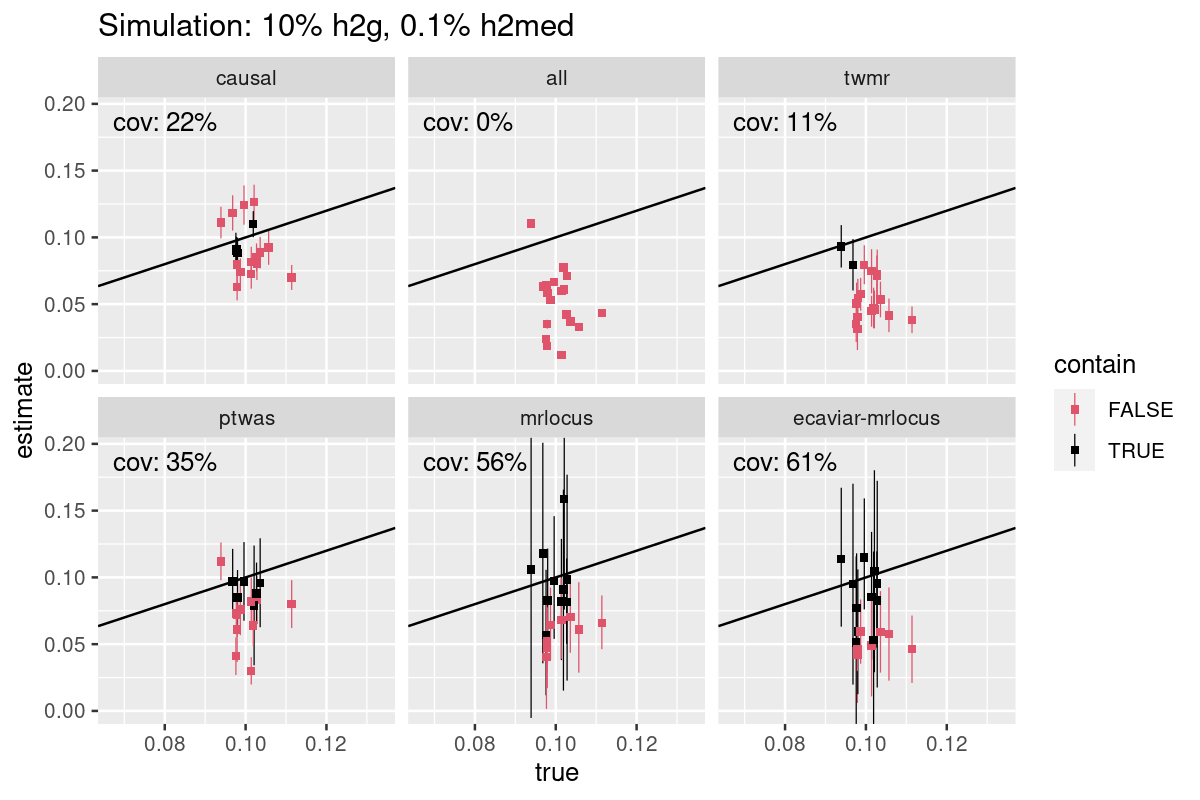 Simulation: 10% h2g, 0.1% h2med
causal
all
twmr
0.20
cov: 22%
cov: 0%
cov: 11%
0.15
0.10
0.05
0.00
ptwas
mrlocus
ecaviar-mrlocus
0.20
cov: 35%
cov: 56%
cov: 61%
0.15
0.10
0.05
0.00
0.08 0.10 0.12
0.08 0.10 0.12
0.08 0.10 0.12
true
estimate
contain
FALSE
TRUE